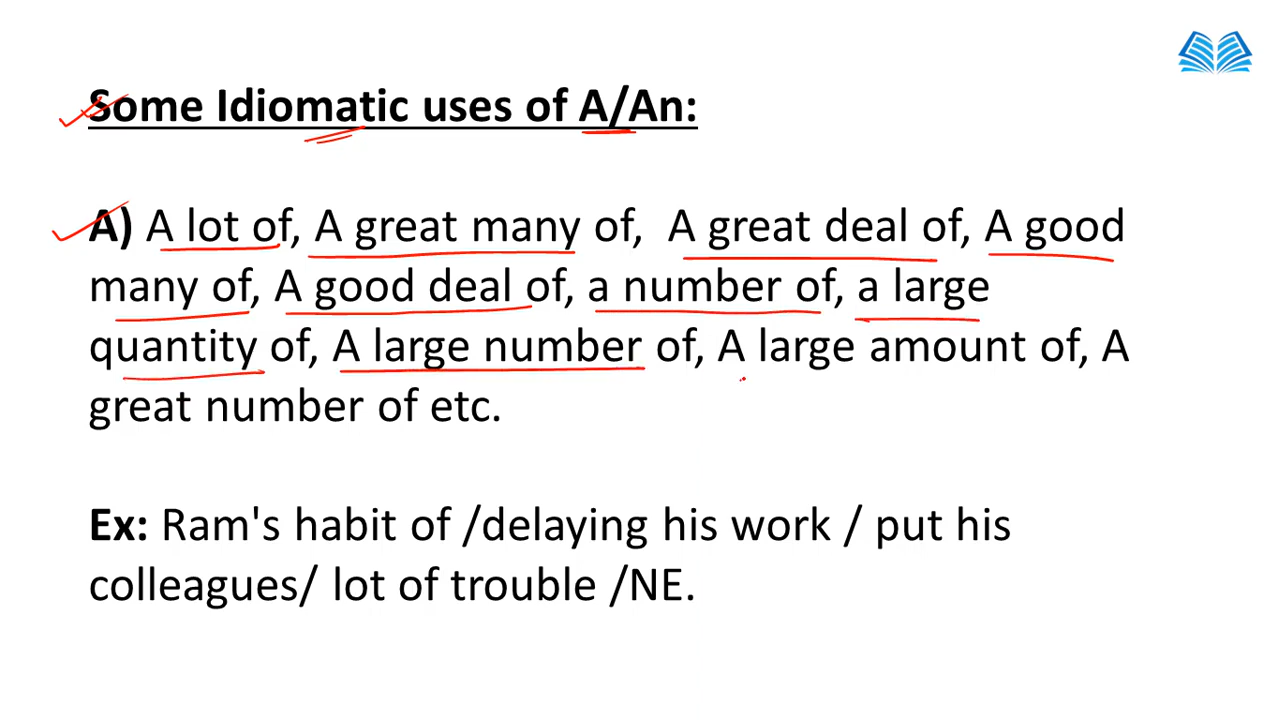 Some Idiomatic uses of A/An:
A) A lot of, A great many of, A great deal of, A good
many of, A good deal of, a number of, a large
quantity of, A large number of, A large amount of, A
great number of etc.
Ex: Ram's habit of /delaying his work / put his
colleagues/ lot of trouble /NE.